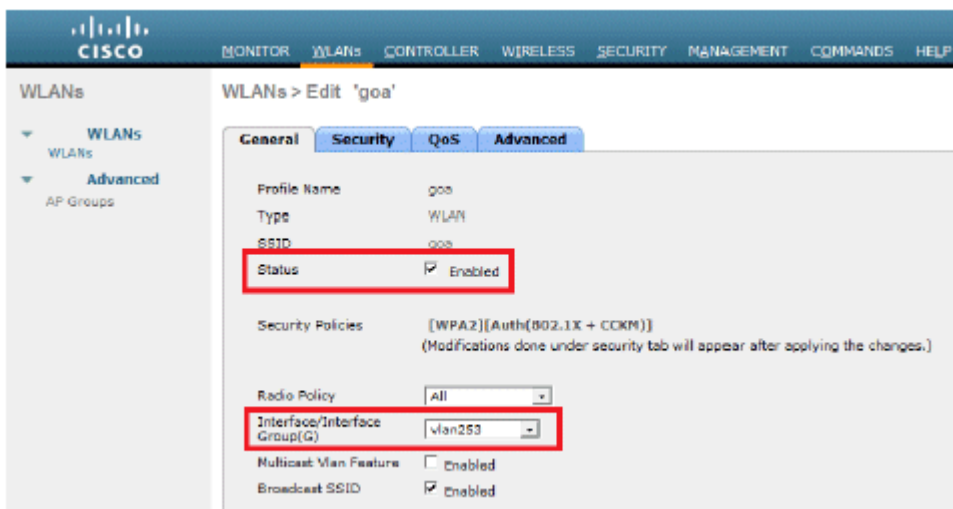 CISCO
MONITOR WLANs CONTROLLER WIRELESS SECURITY MANAGEMENT COMMANDS HELP
WLANs
WLANs > Edit 'goa'
WLANs
WLANs
Advanced
AP Groups
General Security QoS Advanced
Profile Name goa
Type WLAN
SSID goa
Status Enabled
Security Policies [WPA2][Auth(802.1X + CCKM)]
(Modifications done under security tab will appear after applying the changes.)
Radio Policy All
Interface/Interface
Group(G) vlan253
Multicast Vlan Feature Enabled
Broadcast SSID Enabled